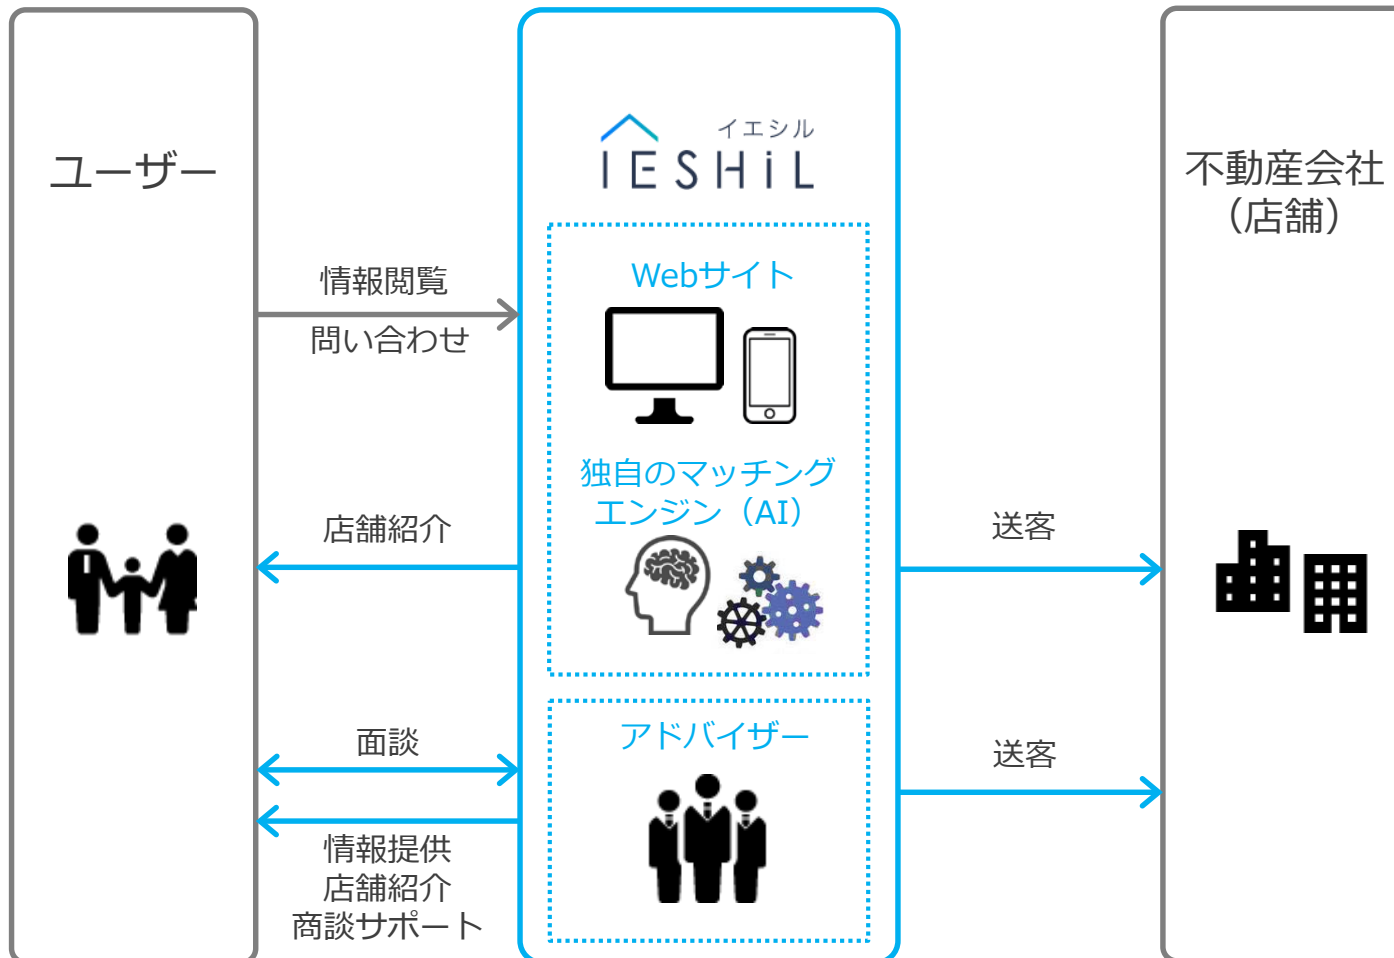 ユーザー
イエシル
IESHiL
不動産会社
（店舗）
Webサイト
情報閲覧
問い合わせ
独自のマッチング
エンジン（AI）
店舗紹介
送客
アドバイザー
面談
送客
情報提供
店舗紹介
商談サポート